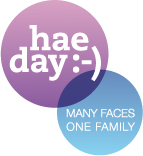 hae
day :-)
MANY FACES
ONE FAMILY